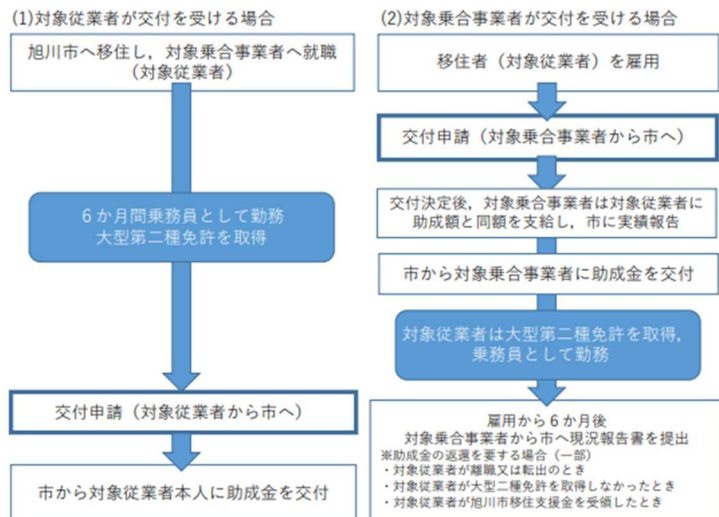 (1)対象従業者が交付を受ける場合
旭川市へ移住し，対象乗合事業者へ就職
(対象従業者)
6か月間乗務員として勤務
大型第二種免許を取得
交付申請（対象従業者から市へ）
市から対象従業者本人に助成金を交付
(2)対象乗合事業者が交付を受ける場合
移住者（対象従業者）を雇用
交付申請（対象乗合事業者から市へ）
交付決定後，対象乗合事業者は対象従業者に
助成額と同額を支給し，市に実績報告
市から対象乗合事業者に助成金を交付
対象従業者は大型第二種免許を取得，
乗務員として勤務
雇用から6か月後
対象乗合事業者から市へ現況報告書を提出
※助成金の返還を要する場合（一部）
・対象従業者が離職又は転出のとき
・対象従業者が大型二種免許を取得しなかったとき
・対象従業者が旭川市移住支援金を受領したとき